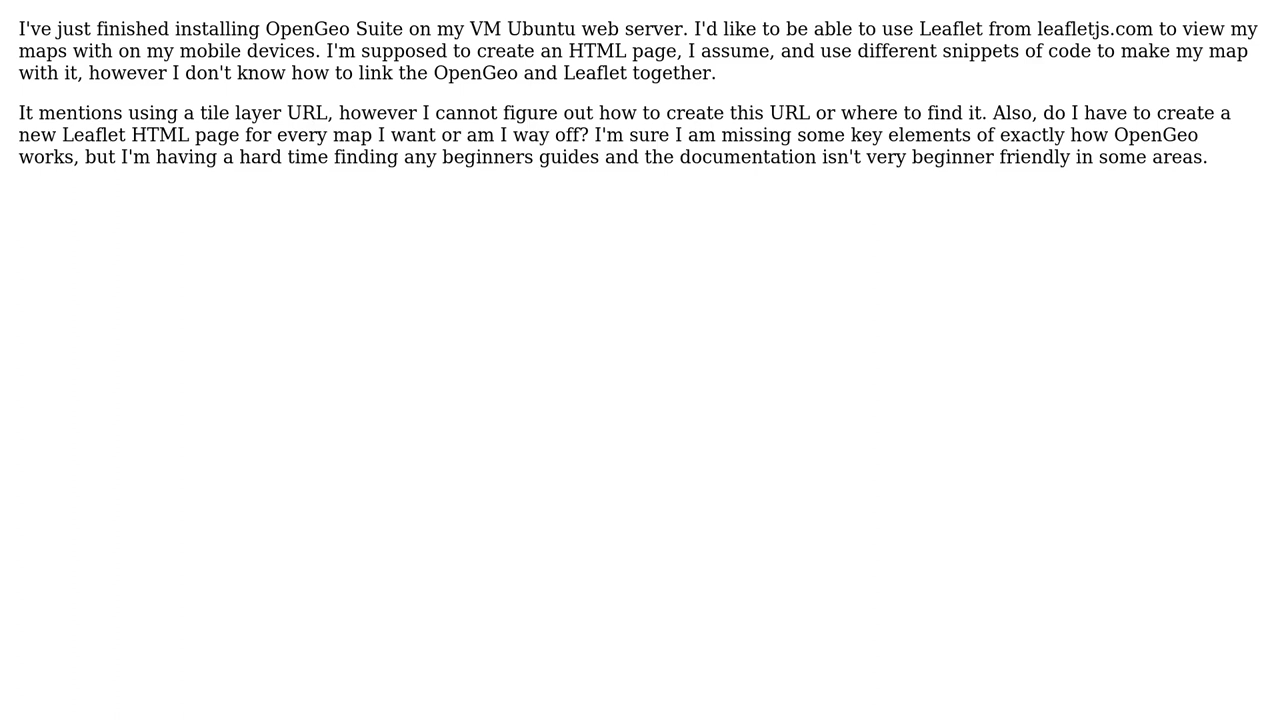 I've just finished installing OpenGeo Suite on my VM Ubuntu web server. I'd like to be able to use Leaflet from leafletjs.com to view my
maps with on my mobile devices. I'm supposed to create an HTML page, I assume, and use different snippets of code to make my map
with it, however I don't know how to link the OpenGeo and Leaflet together.
It mentions using a tile layer URL, however I cannot figure out how to create this URL or where to find it. Also, do I have to create a
new Leaflet HTML page for every map I want or am I way off? I'm sure I am missing some key elements of exactly how OpenGeo
works, but I'm having a hard time finding any beginners guides and the documentation isn't very beginner friendly in some areas.